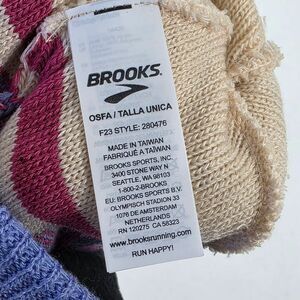 BROOKS
OSFA / TALLA UNICA
F23 STYLE: 280476
MADE IN TAIWAN
FABRIQUÉ A TAÏWAN
BROOKS SPORTS, INC.
3400 STONE WAY N
SEATTLE, WA 98103
1-800-2-BROOKS
EU: BROOKS SPORTS B.V.
OLYMPISCH STADION 33
1076 DE AMSTERDAM
NETHERLANDS
RN 120275 CA 58323
www.brooksrunning.com
RUN HAPPY!